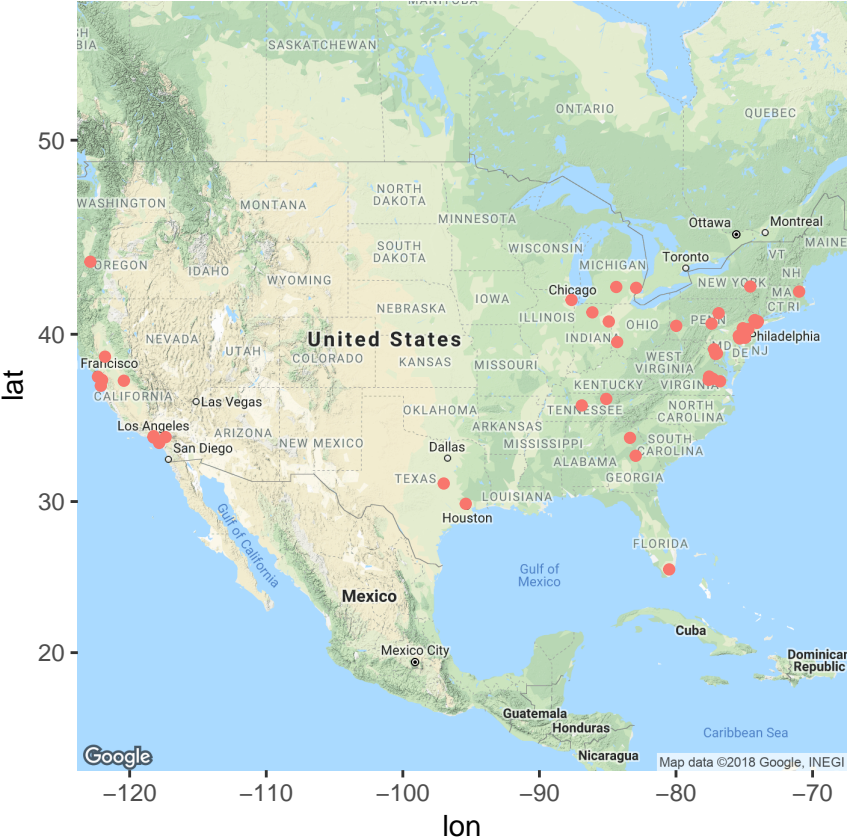 MANITOBA
SASKATCHEWAN
ONTARIO
QUEBEC
50
WASHINGTON
MONTANA
NORTH
DAKOTA
MINNESOTA
Ottawa
Montreal
MAINE
OREGON
IDAHO
SOUTH
DAKOTA
WISCONSIN
MICHIGAN
Toronto
VT
NH
WYOMING
Chicago
NEW YORK
MA
CT RI
NEBRASKA
IOWA
ILLINOIS
INDIAN
OHIO
PENN
40
NEVADA
UTAH
United States
COLORADO
KANSAS
MISSOURI
WEST
VIRGINIA
MD
DE NJ
Philadelphia
Francisco
CALIFORNIA
Las Vegas
KENTUCKY
VIRGINIA
lat
Los Angeles
ARIZONA
NEW MEXICO
OKLAHOMA
ARKANSAS
TENNESSEE
NORTH
CAROLINA
San Diego
Dallas
MISSISSIPPI
ALABAMA
SOUTH
CAROLINA
GEORGIA
30
TEXAS
LOUISIANA
Houston
Gulf of California
FLORIDA
Gulf of
Mexico
Mexico
Cuba
20
Mexico City
Dominican
Republic
Guatemala
Honduras
Caribbean Sea
Nicaragua
Google
Map data ©2018 Google, INEGI
−120
−110
−100
−90
−80
−70
lon